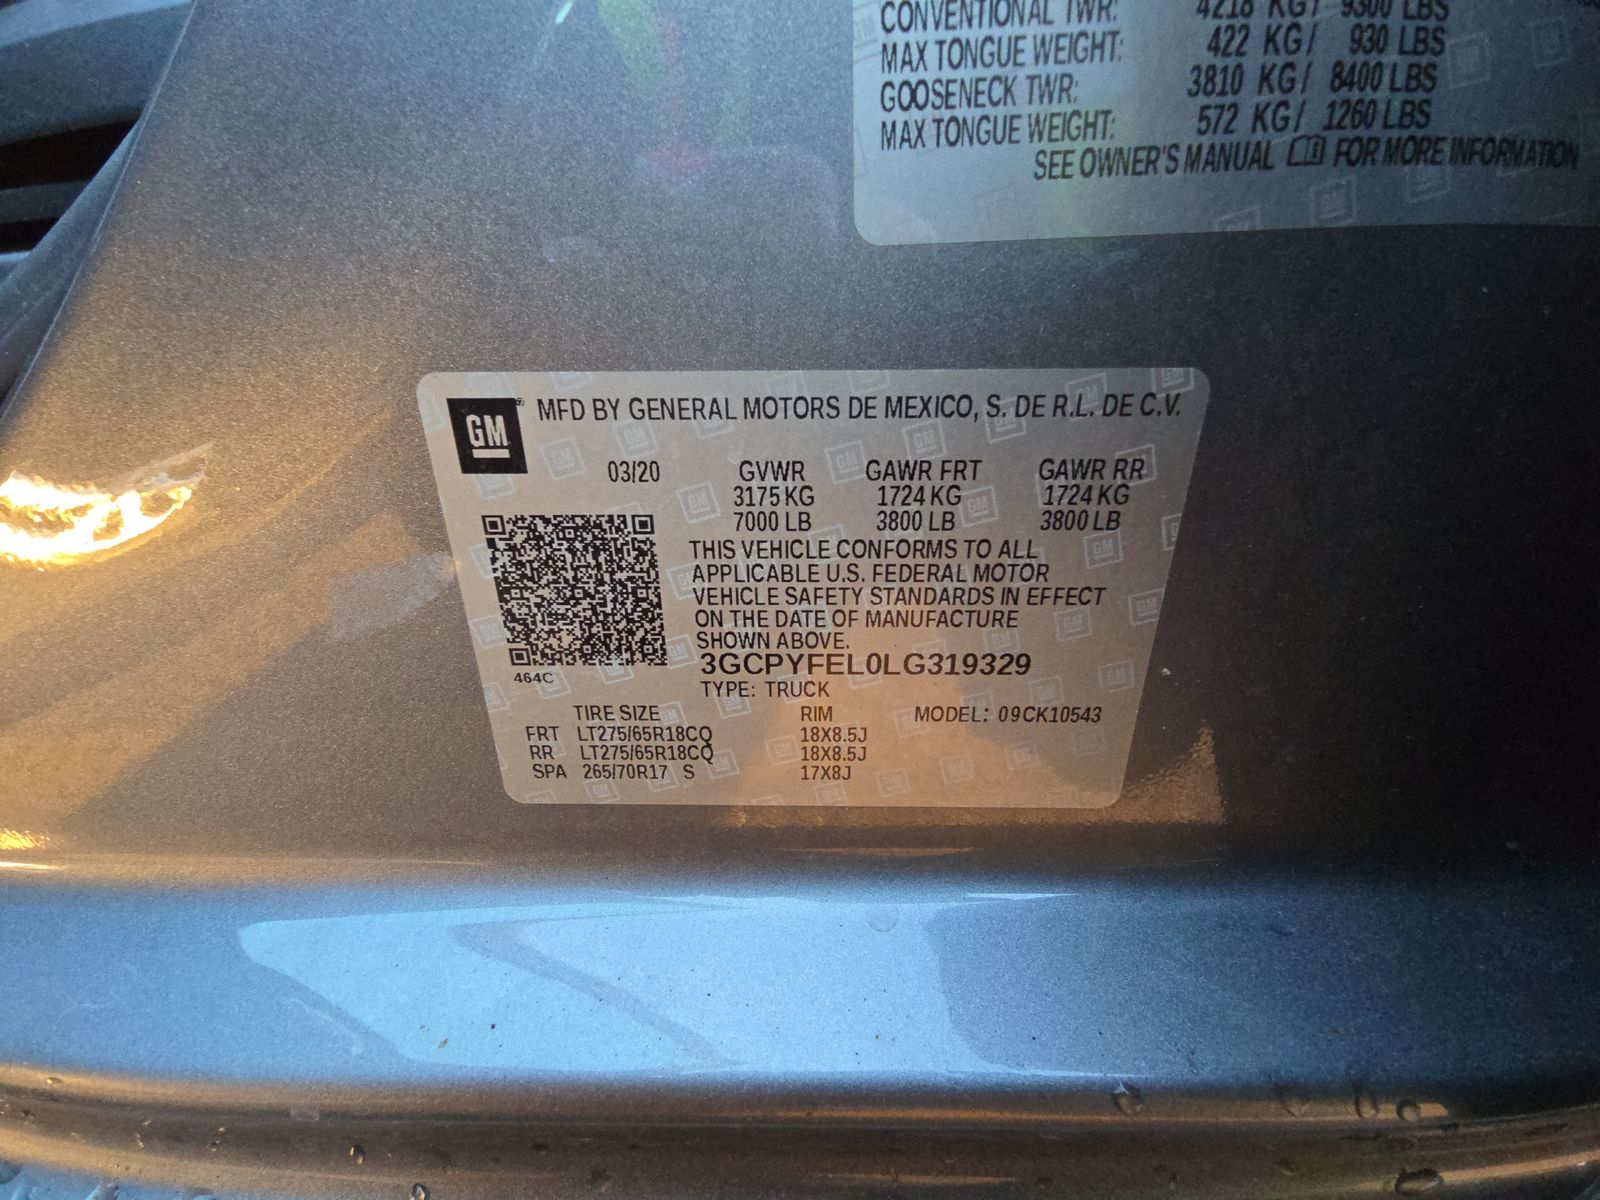 CONVENTIONAL TWR: 4218 KG/ 9300 LBS
MAX TONGUE WEIGHT: 422 KG/ 930 LBS
GOOSENECK TWR: 3810 KG/ 8400 LBS
MAX TONGUE WEIGHT: 572 KG/ 1260 LBS
SEE OWNER'S MANUAL FOR MORE INFORMATION
GM® MFD BY GENERAL MOTORS DE MEXICO, S. DE R.L. DE C.V.
03/20 GVWR GAWR FRT GAWR RR
3175 KG 1724 KG 1724 KG
7000 LB 3800 LB 3800 LB
THIS VEHICLE CONFORMS TO ALL
APPLICABLE U.S. FEDERAL MOTOR
VEHICLE SAFETY STANDARDS IN EFFECT
ON THE DATE OF MANUFACTURE
SHOWN ABOVE.
3GCPYFEL0LG319329
464C
TYPE: TRUCK
TIRE SIZE RIM MODEL: 09CK10543
FRT LT275/65R18CQ 18X8.5J
RR LT275/65R18CQ 18X8.5J
SPA 265/70R17 S 17X8J